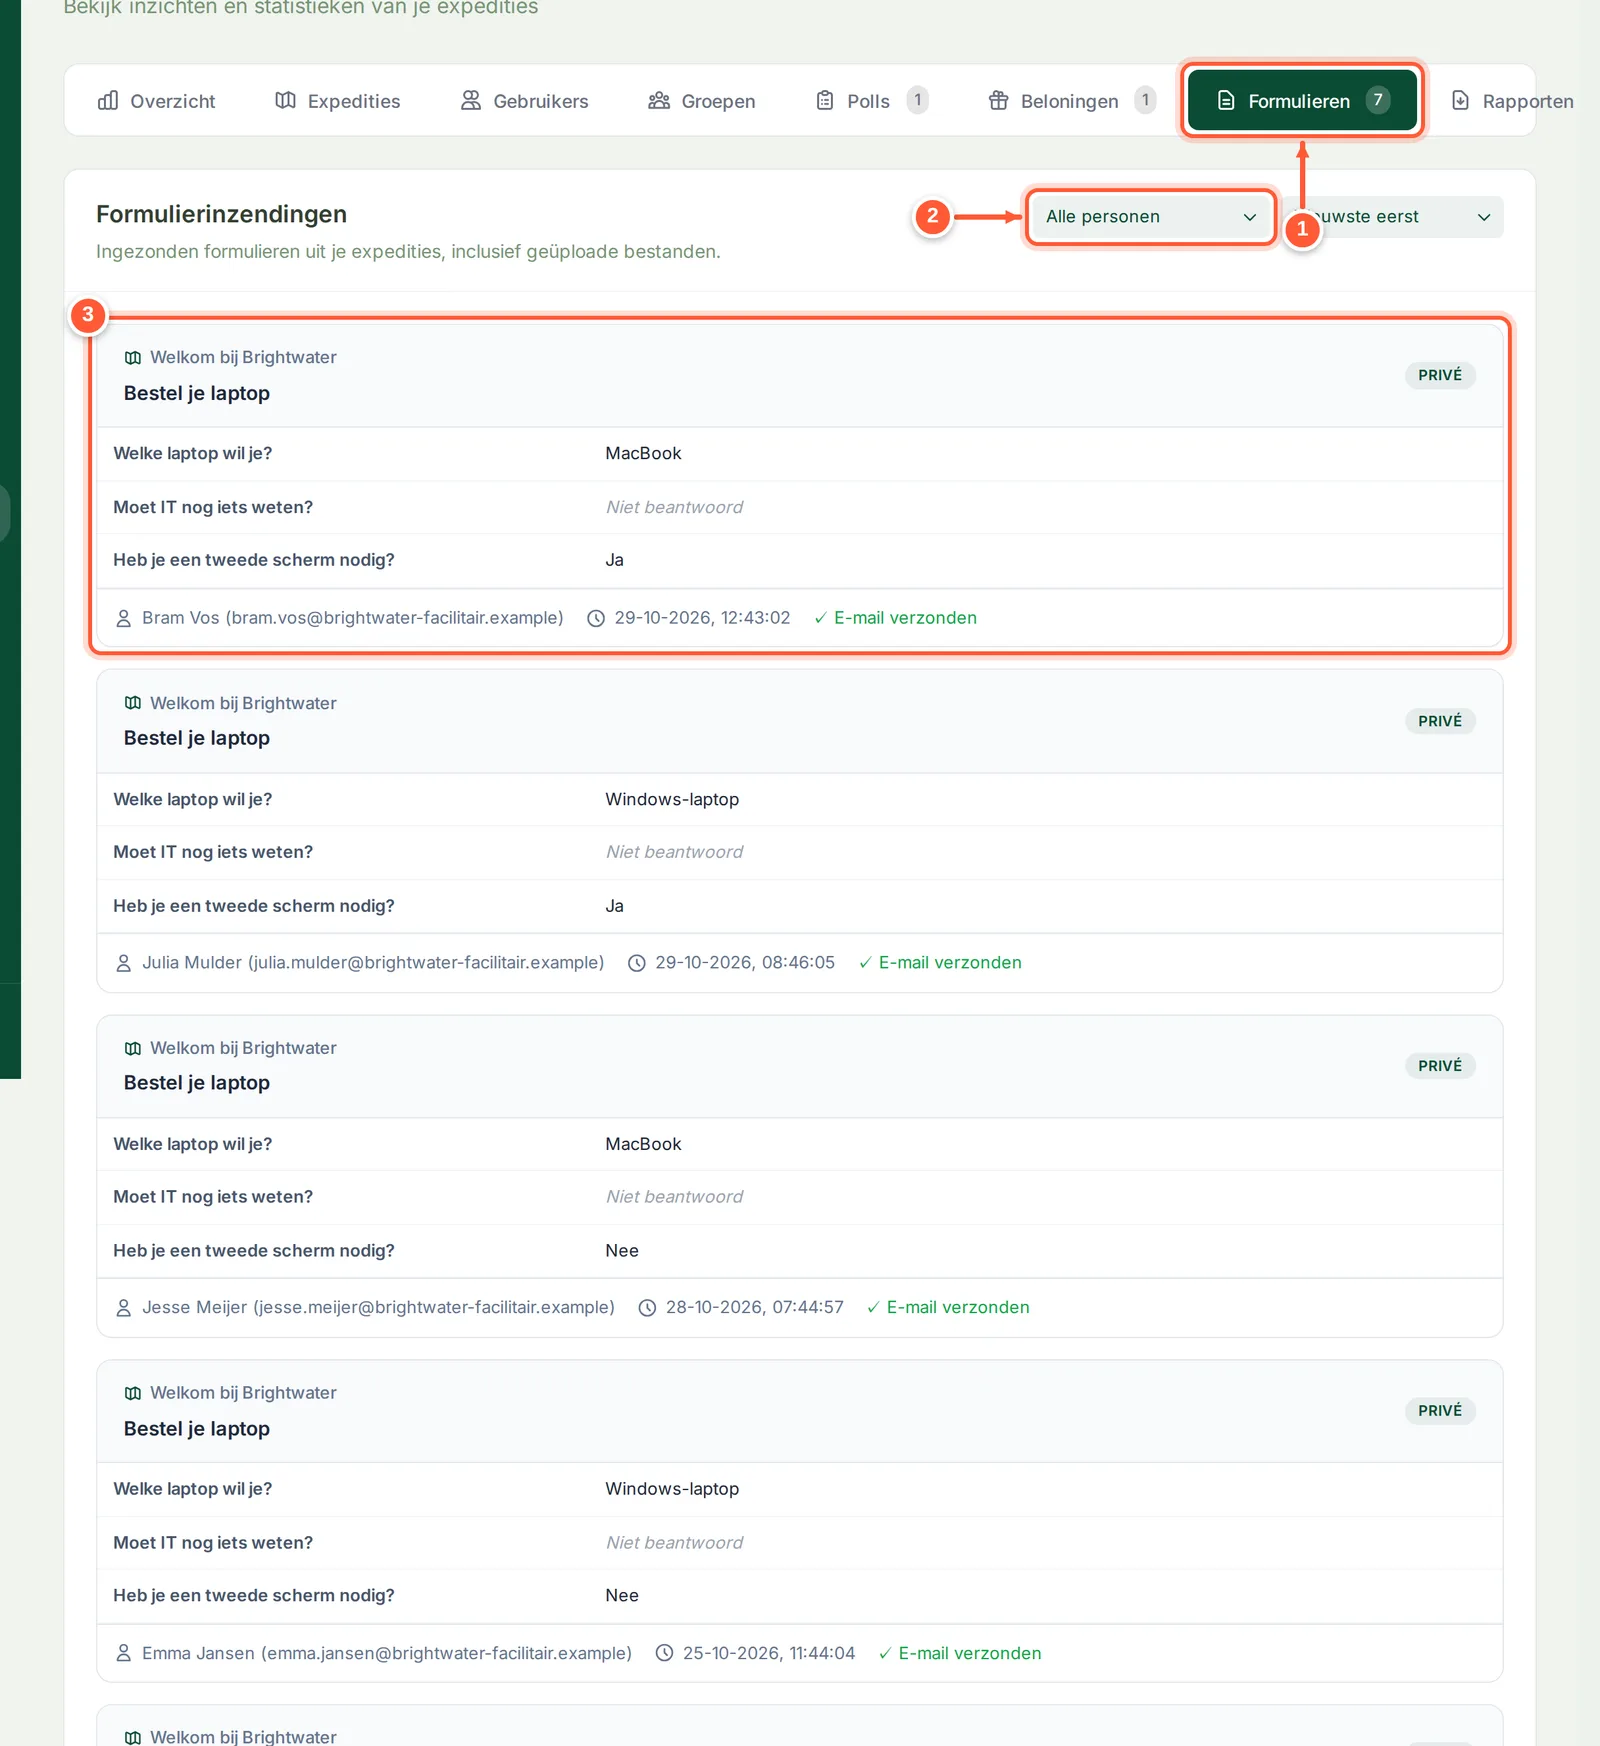 Bekijk inzichten en statistieken van je expedities
Overzicht Expedities Gebruikers Groepen Polls 1 Beloningen 1 Formulieren 7 Rapporten
Formulierinzendingen
Ingezonden formulieren uit je expedities, inclusief geüploade bestanden.
2 Alle personen 1 uwste eerst
3
Welkom bij Brightwater
Bestel je laptop
PRIVÉ
Welke laptop wil je? MacBook
Moet IT nog iets weten? Niet beantwoord
Heb je een tweede scherm nodig? Ja
Bram Vos (bram.vos@brightwater-facilitair.example) 29-10-2026, 12:43:02 ✓ E-mail verzonden
Welkom bij Brightwater
Bestel je laptop
PRIVÉ
Welke laptop wil je? Windows-laptop
Moet IT nog iets weten? Niet beantwoord
Heb je een tweede scherm nodig? Ja
Julia Mulder (julia.mulder@brightwater-facilitair.example) 29-10-2026, 08:46:05 ✓ E-mail verzonden
Welkom bij Brightwater
Bestel je laptop
PRIVÉ
Welke laptop wil je? MacBook
Moet IT nog iets weten? Niet beantwoord
Heb je een tweede scherm nodig? Nee
Jesse Meijer (jesse.meijer@brightwater-facilitair.example) 28-10-2026, 07:44:57 ✓ E-mail verzonden
Welkom bij Brightwater
Bestel je laptop
PRIVÉ
Welke laptop wil je? Windows-laptop
Moet IT nog iets weten? Niet beantwoord
Heb je een tweede scherm nodig? Nee
Emma Jansen (emma.jansen@brightwater-facilitair.example) 25-10-2026, 11:44:04 ✓ E-mail verzonden
Welkom bij Brightwater